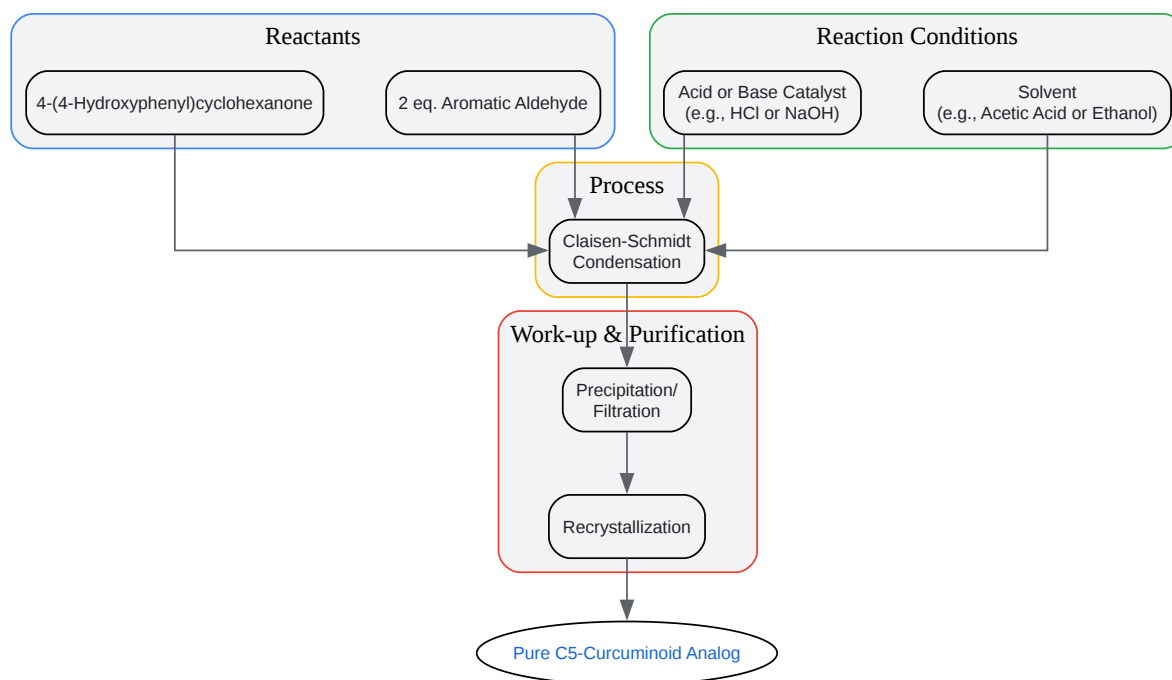 Reactants
4-(4-Hydroxyphenyl)cyclohexanone
2 eq. Aromatic Aldehyde
Reaction Conditions
Acid or Base Catalyst
(e.g., HCl or NaOH)
Solvent
(e.g., Acetic Acid or Ethanol)
Process
Claisen-Schmidt
Condensation
Work-up & Purification
Precipitation/
Filtration
Recrystallization
Pure C5-Curcuminoid Analog